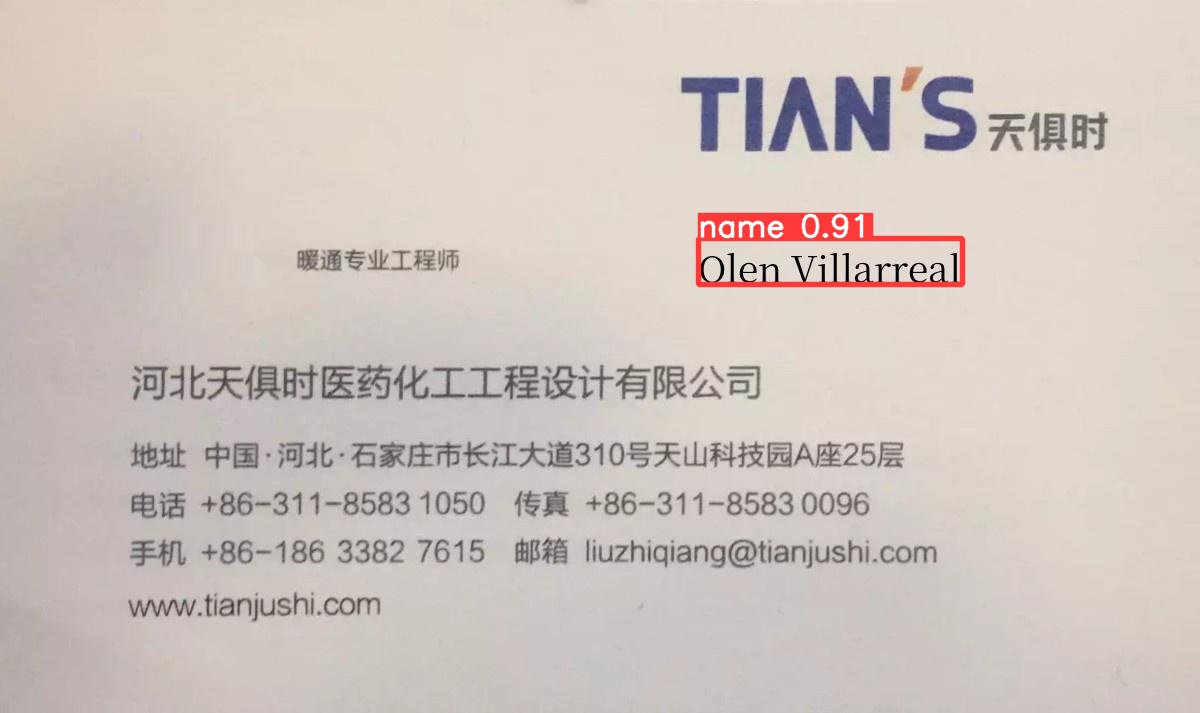 TIAN'S 天俱时
name 0.91
暖通专业工程师 Olen Villarreal
河北天俱时医药化工工程设计有限公司
地址 中国·河北·石家庄市长江大道310号天山科技园A座25层
电话 +86-311-8583 1050 传真 +86-311-8583 0096
手机 +86-186 3382 7615 邮箱 liuzhiqiang@tianjushi.com
www.tianjushi.com